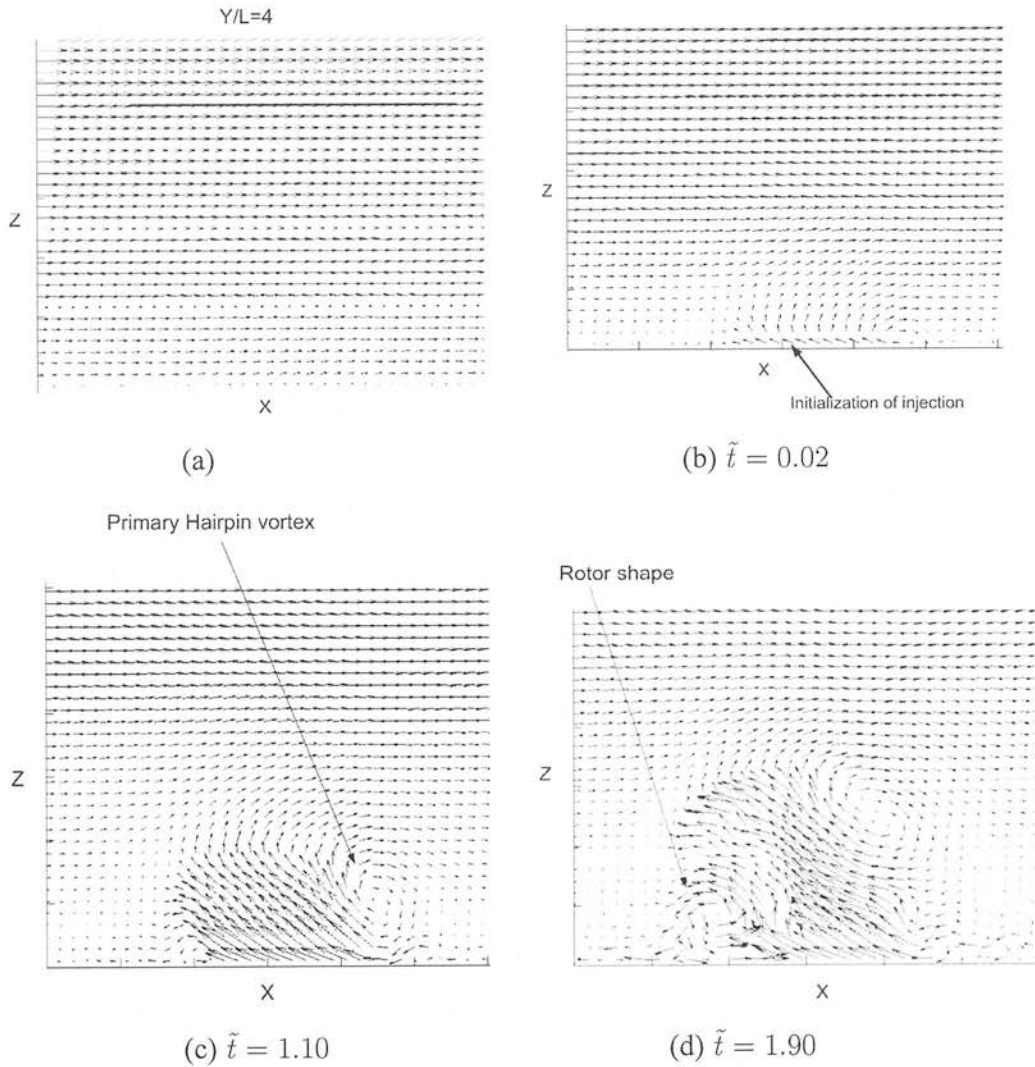 Y/L=4
Z
X
(a)
Z
X
Initialization of injection
(b) t̃ = 0.02
Primary Hairpin vortex
Z
X
(c) t̃ = 1.10
Rotor shape
Z
X
(d) t̃ = 1.90